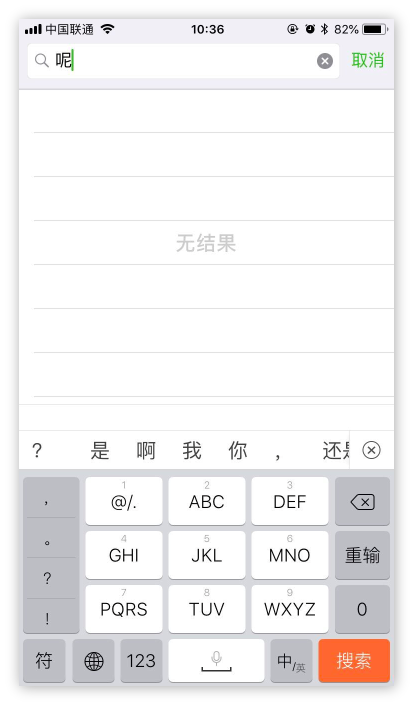 中国联通 10:36 82%
呢 取消
无结果
? 是 啊 我 你 ， 还是
， 1 @/. 2 ABC 3 DEF
。 4 GHI 5 JKL 6 MNO 重输
? 7 PQRS 8 TUV 9 WXYZ 0
!
符 123 中/英 搜索